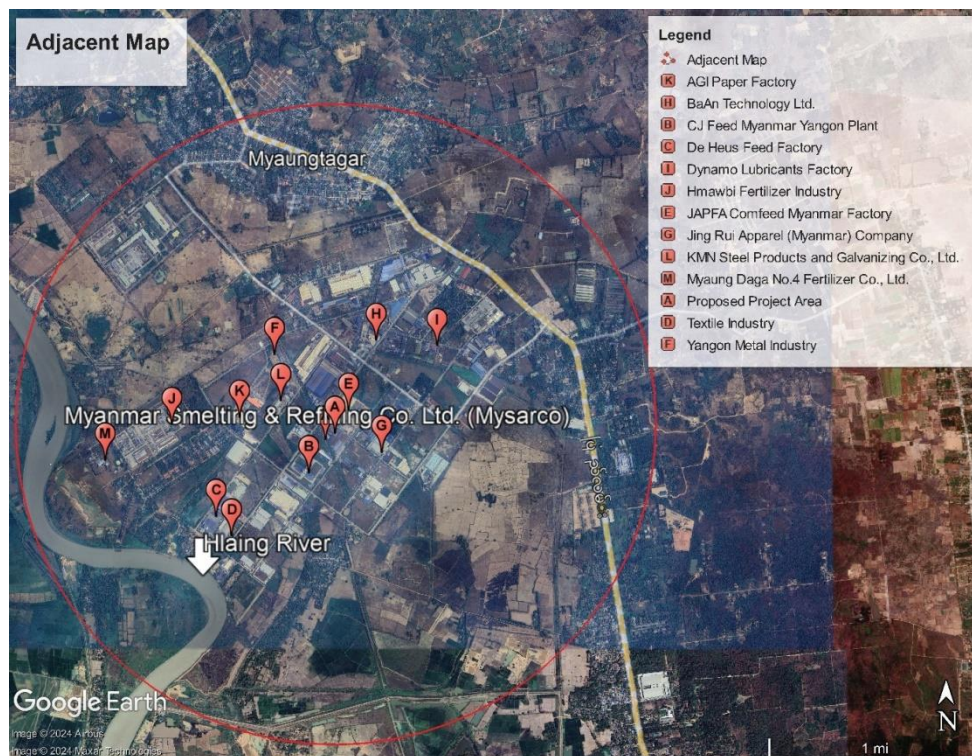 Adjacent Map
Legend
Adjacent Map
K AGI Paper Factory
H BaAn Technology Ltd.
B CJ Feed Myanmar Yangon Plant
C De Heus Feed Factory
I Dynamo Lubricants Factory
J Hmawbi Fertilizer Industry
E JAPFA Comfeed Myanmar Factory
G Jing Rui Apparel (Myanmar) Company
L KMN Steel Products and Galvanizing Co., Ltd.
M Myaung Daga No.4 Fertilizer Co., Ltd.
A Proposed Project Area
D Textile Industry
F Yangon Metal Industry
Myaungtagar
H
I
F
L
E
K
J
A
Myanmar Smelting & Refining Co. Ltd. (Mysarco)
G
M
B
C
D
Hlaing River
Google Earth
Image © 2024 Airbus
Image © 2024 Maxar Technologies
N
1 mi